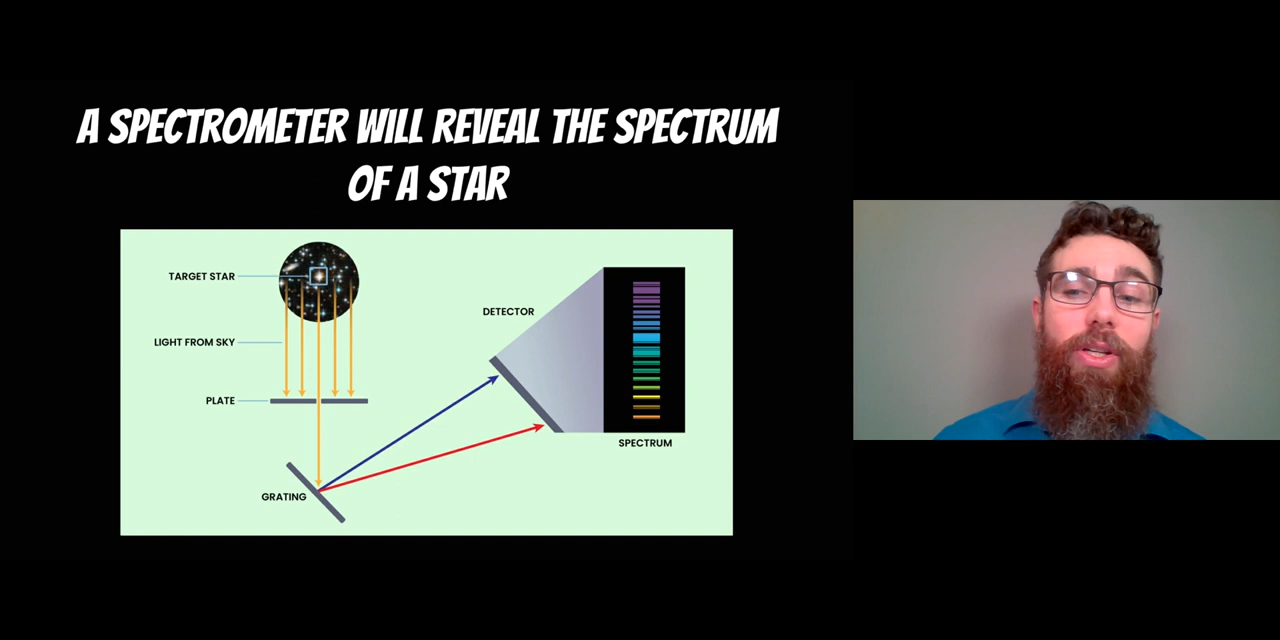 A SPECTROMETER WILL REVEAL THE SPECTRUM
OF A STAR
TARGET STAR
LIGHT FROM SKY
PLATE
GRATING
DETECTOR
SPECTRUM